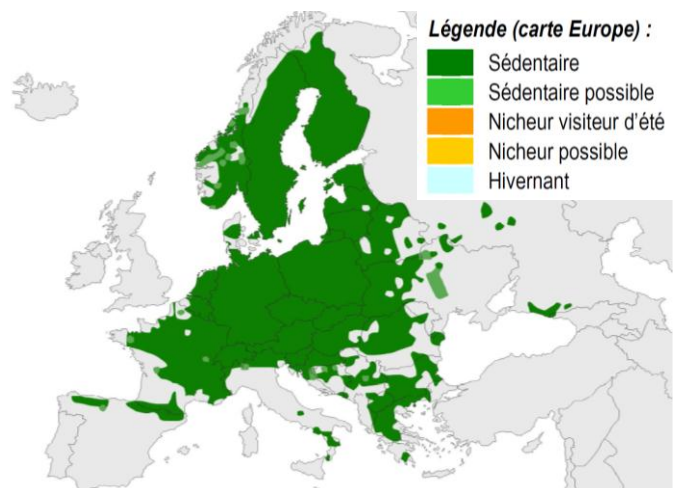 Légende (carte Europe) :
Sédentaire
Sédentaire possible
Nicheur visiteur d'été
Nicheur possible
Hivernant